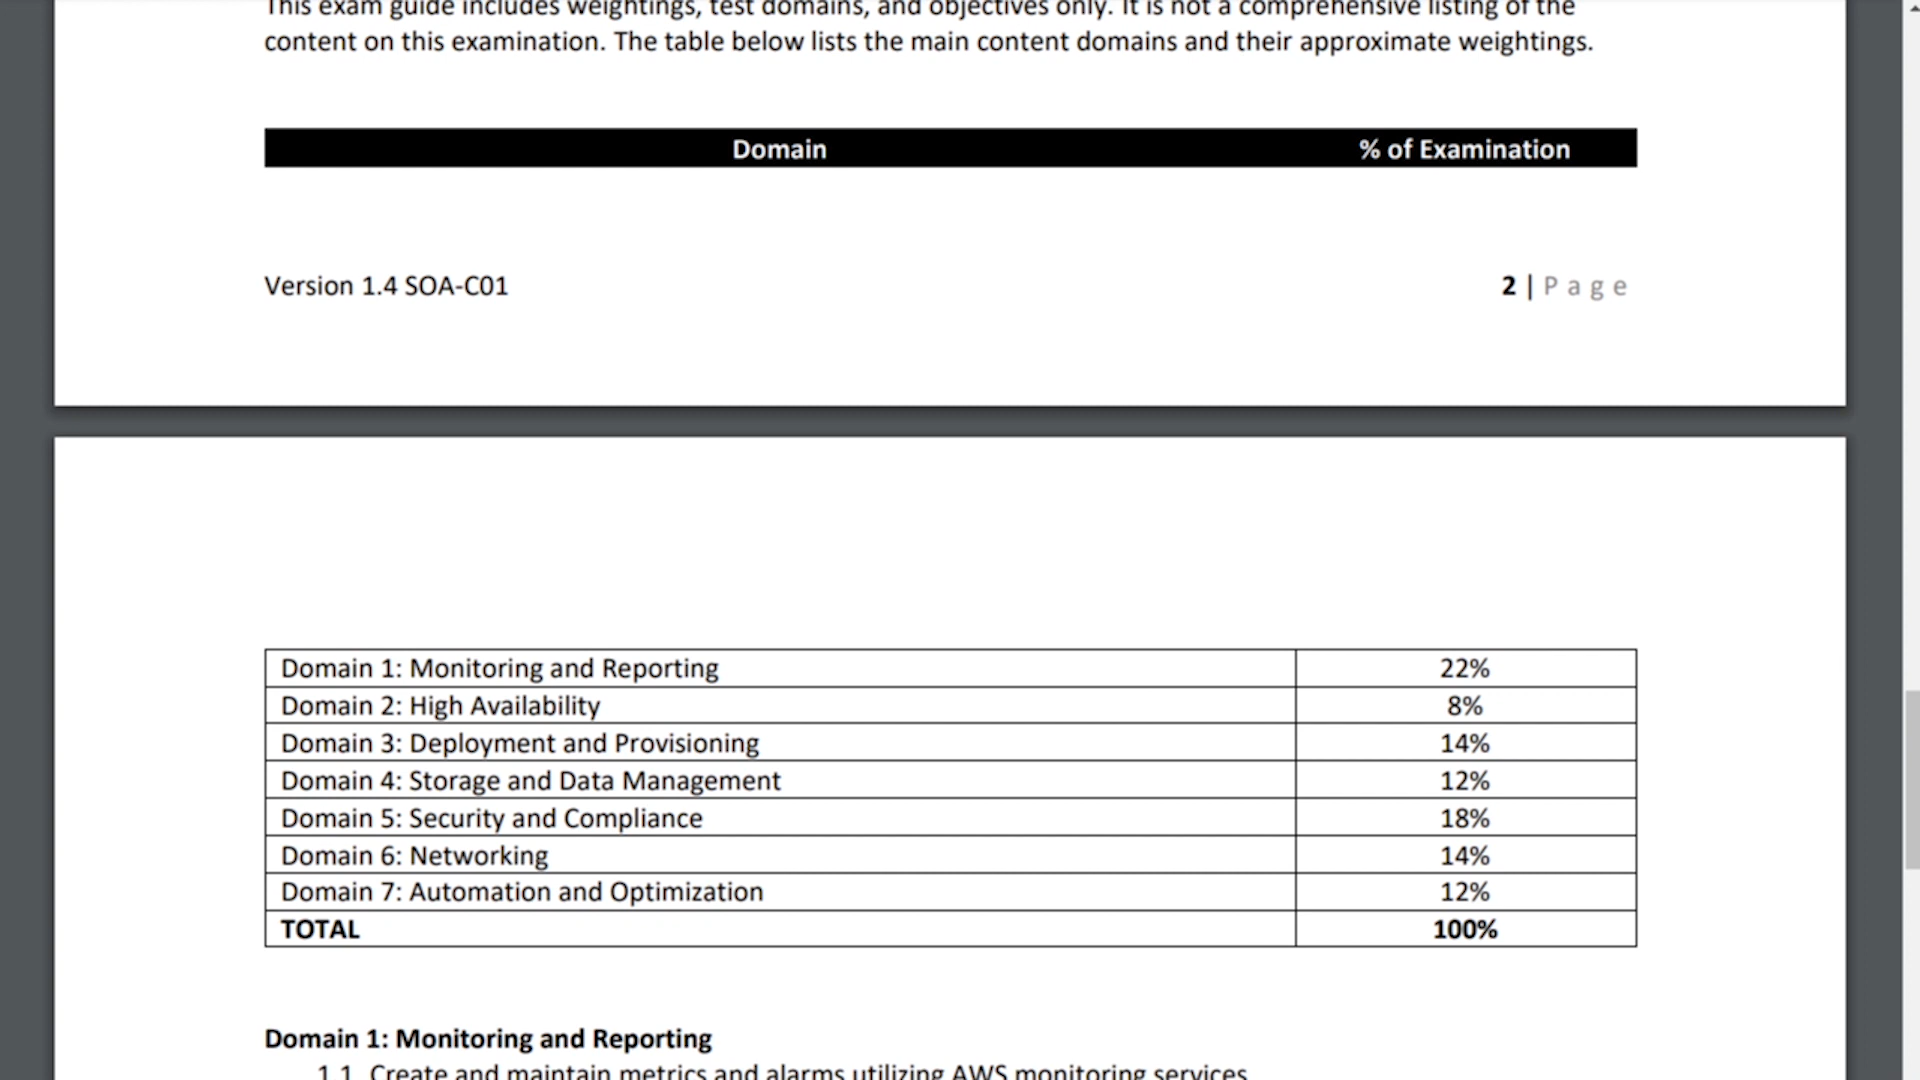 This exam guide includes weightings, test domains, and objectives only. It is not a comprehensive listing of the
content on this examination. The table below lists the main content domains and their approximate weightings.
Domain % of Examination
Version 1.4 SOA-C01 2 | Page
Domain 1: Monitoring and Reporting 22%
Domain 2: High Availability 8%
Domain 3: Deployment and Provisioning 14%
Domain 4: Storage and Data Management 12%
Domain 5: Security and Compliance 18%
Domain 6: Networking 14%
Domain 7: Automation and Optimization 12%
TOTAL 100%
Domain 1: Monitoring and Reporting
1.1 Create and maintain metrics and alarms utilizing AWS monitoring services